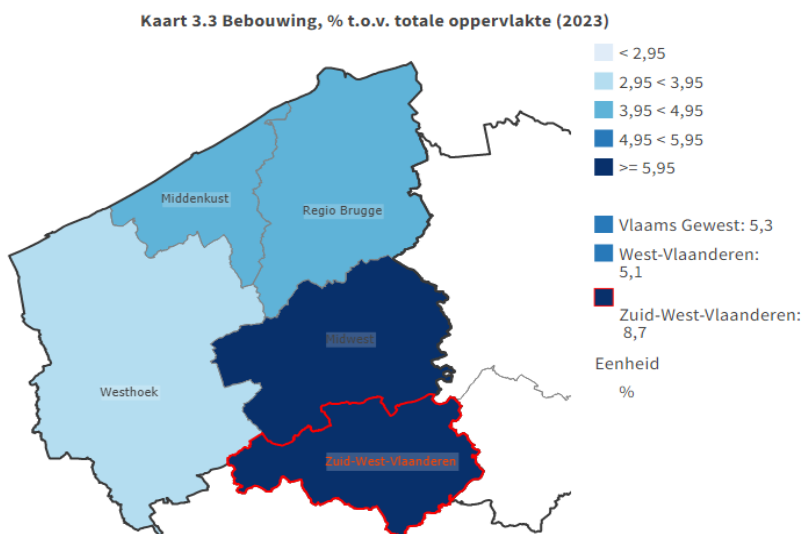 Kaart 3.3 Bebouwing, % t.o.v. totale oppervlakte (2023)
< 2,95
2,95 < 3,95
3,95 < 4,95
4,95 < 5,95
>= 5,95
Middenkust
Regio Brugge
Vlaams Gewest: 5,3
West-Vlaanderen:
5,1
Zuid-West-Vlaanderen:
8,7
Midwest
Eenheid
%
Westhoek
Zuid-West-Vlaanderen